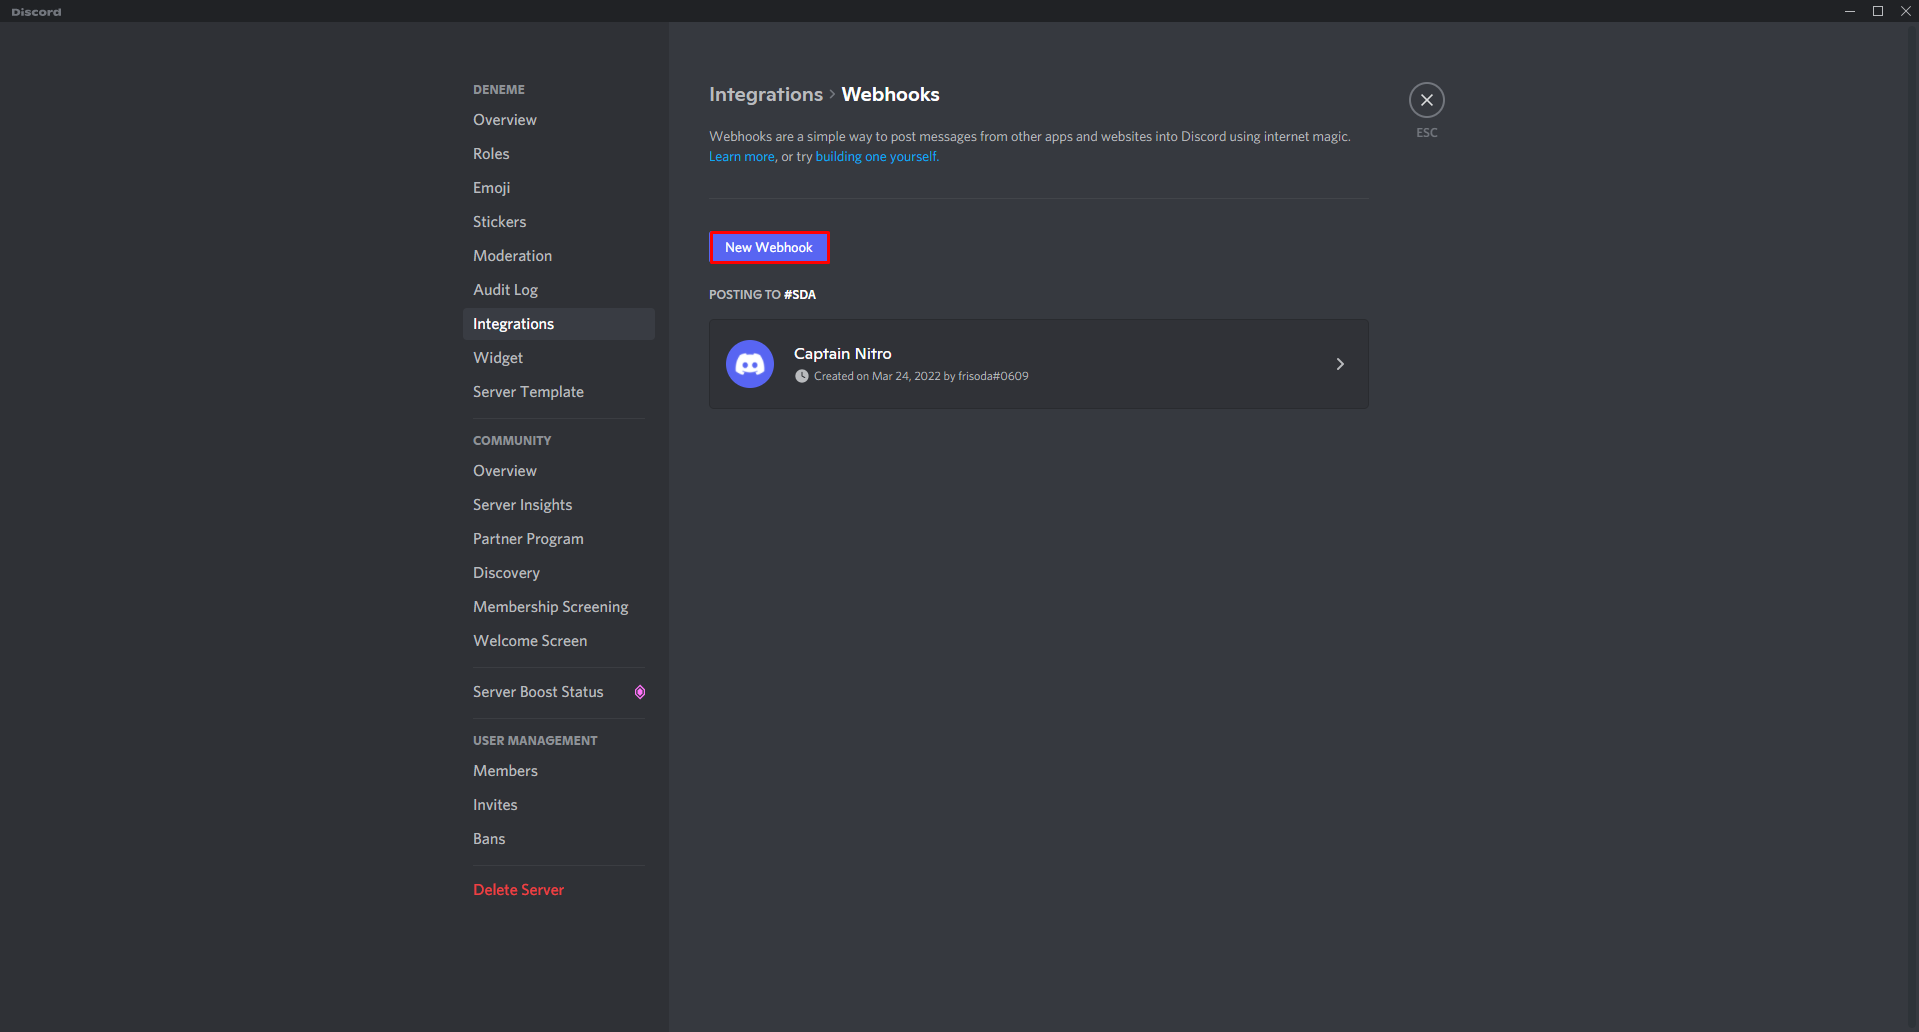 Discord
DENEME
Overview
Roles
Emoji
Stickers
Moderation
Audit Log
Integrations
Widget
Server Template
COMMUNITY
Overview
Server Insights
Partner Program
Discovery
Membership Screening
Welcome Screen
Server Boost Status
USER MANAGEMENT
Members
Invites
Bans
Delete Server
Integrations › Webhooks
Webhooks are a simple way to post messages from other apps and websites into Discord using internet magic.
Learn more, or try building one yourself.
New Webhook
POSTING TO #SDA
Captain Nitro
Created on Mar 24, 2022 by frisoda#0609
ESC